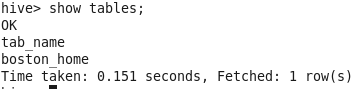 hive> show tables;
OK
tab_name
boston_home
Time taken: 0.151 seconds, Fetched: 1 row(s)